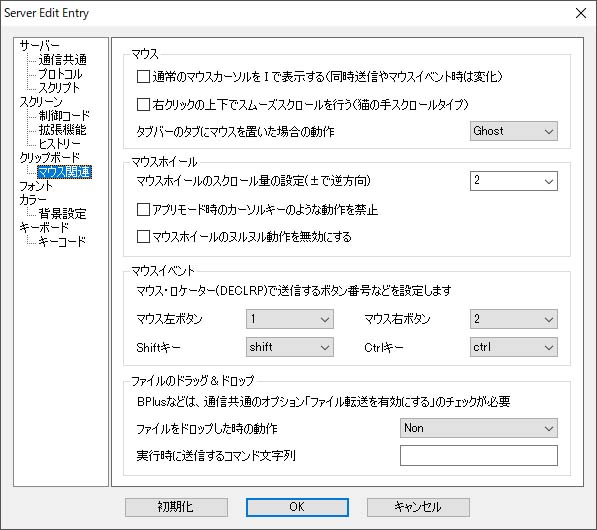 Server Edit Entry
サーバー
通信共通
プロトコル
スクリプト
スクリーン
制御コード
拡張機能
ヒストリー
クリップボード
マウス関連
フォント
カラー
背景設定
キーボード
キーコード
マウス
通常のマウスカーソルを I で表示する(同時送信やマウスイベント時は変化)
右クリックの上下でスムーズスクロールを行う(猫の手スクロールタイプ)
タブバーのタブにマウスを置いた場合の動作 Ghost
マウスホイール
マウスホイールのスクロール量の設定(±で逆方向) 2
アプリモード時のカーソルキーのような動作を禁止
マウスホイールのヌルヌル動作を無効にする
マウスイベント
マウス・ロケーター(DECLRP)で送信するボタン番号などを設定します
マウス左ボタン 1 マウス右ボタン 2
Shiftキー shift Ctrlキー ctrl
ファイルのドラッグ＆ドロップ
BPlusなどは、通信共通のオプション「ファイル転送を有効にする」のチェックが必要
ファイルをドロップした時の動作 Non
実行時に送信するコマンド文字列
初期化 OK キャンセル